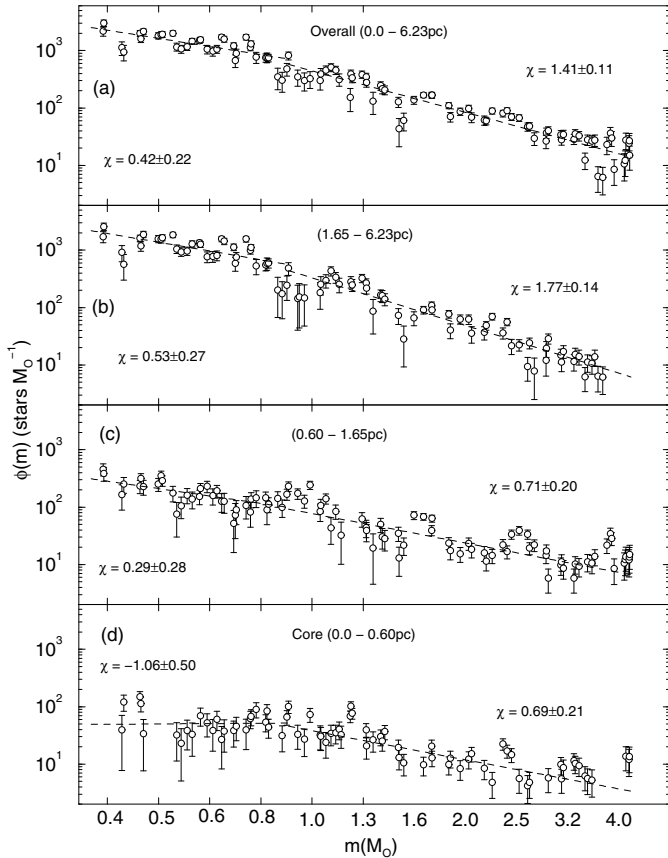 Overall (0.0 − 6.23pc)
10³
10²
10¹
(a)
χ = 1.41±0.11
χ = 0.42±0.22
(1.65 − 6.23pc)
10³
10²
10¹
(b)
χ = 1.77±0.14
χ = 0.53±0.27
φ(m) (stars M_O⁻¹)
(c)
(0.60 − 1.65pc)
10³
10²
10¹
χ = 0.71±0.20
χ = 0.29±0.28
(d)
Core (0.0 − 0.60pc)
10³
10²
10¹
χ = −1.06±0.50
χ = 0.69±0.21
0.4 0.5 0.6 0.8 1.0 1.3 1.6 2.0 2.5 3.2 4.0
m(M_O)